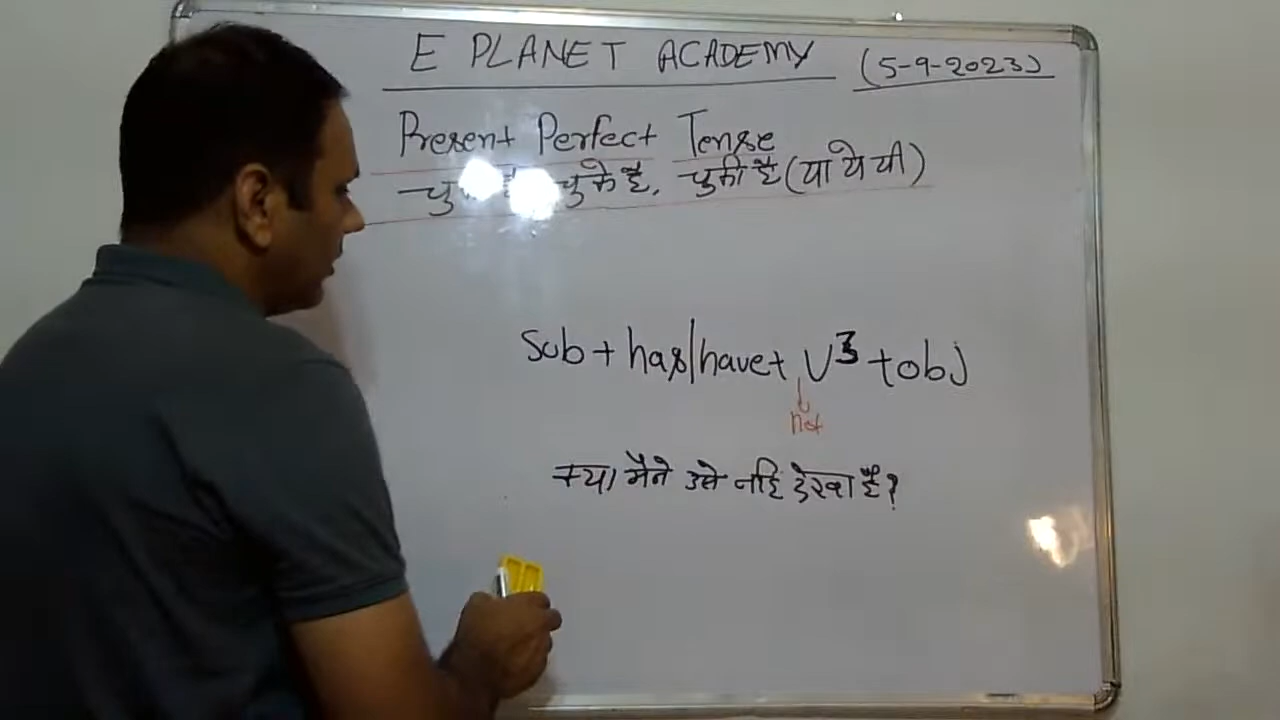 E PLANET ACADEMY (5-9-2023)
Present Perfect Tense
चुके है, चुकी है (या ये यी)
Sub + has/have + V3 + obj
not
क्या मैने उसे नहि देखा है?